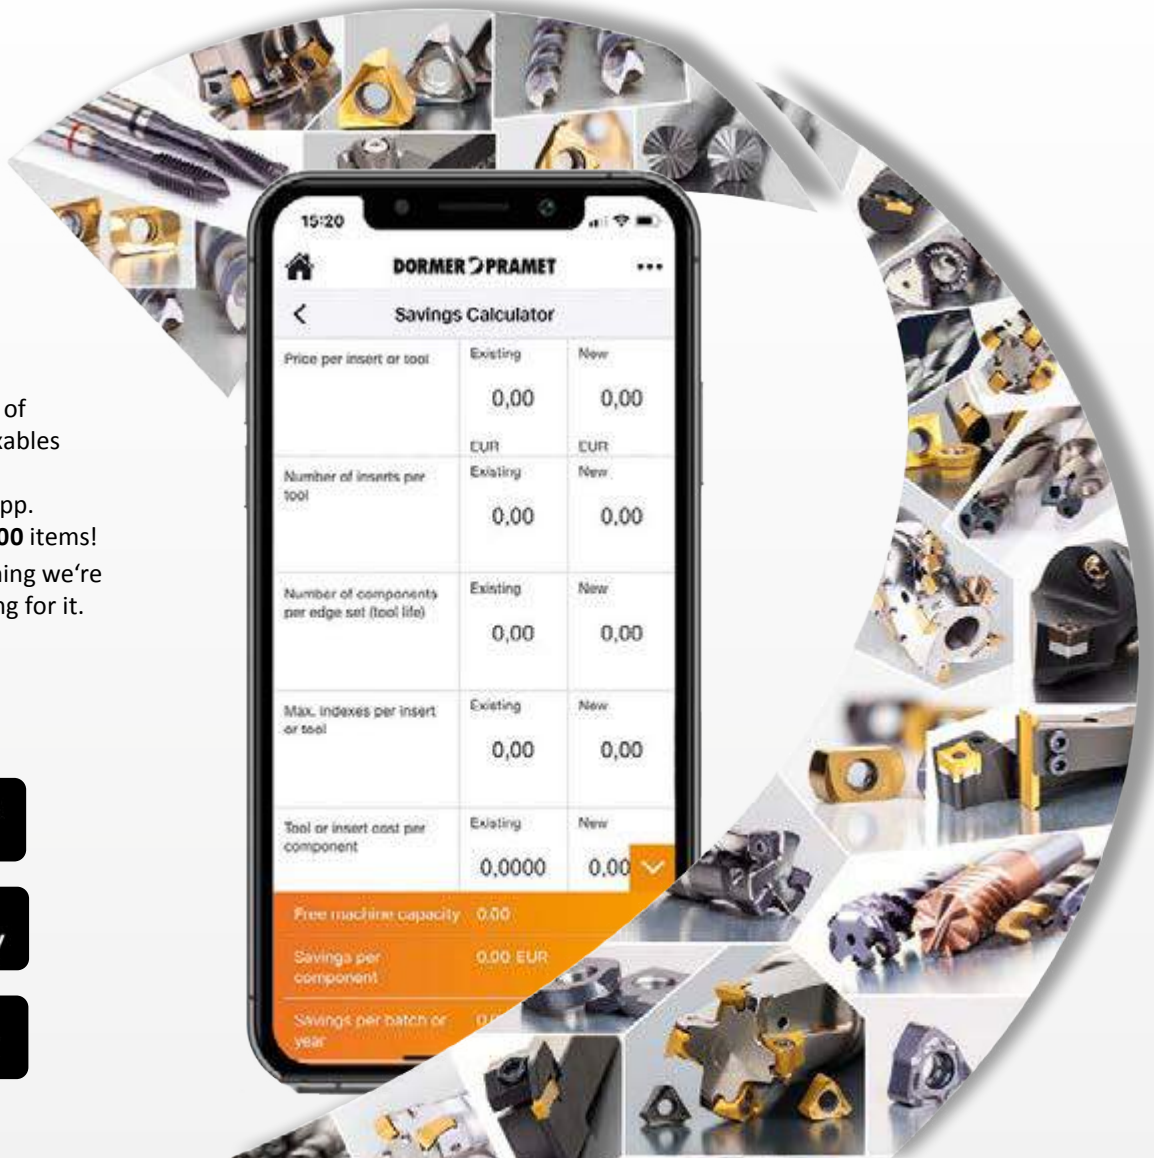 of
xables
pp.
00 items!
ning we‘re
ng for it.
y
15:20
DORMER PRAMET
Savings Calculator
Price per insert or tool
Existing
New
0,00
0,00
EUR
EUR
Number of inserts per
tool
Existing
New
0,00
0,00
Number of components
per edge set (tool life)
Existing
New
0,00
0,00
Max. indexes per insert
or tool
Existing
New
0,00
0,00
Tool or insert cost per
component
Existing
New
0,0000
0,00
Free machine capacity 0.00
Savings per
component
0.00 EUR
Savings per batch or
year